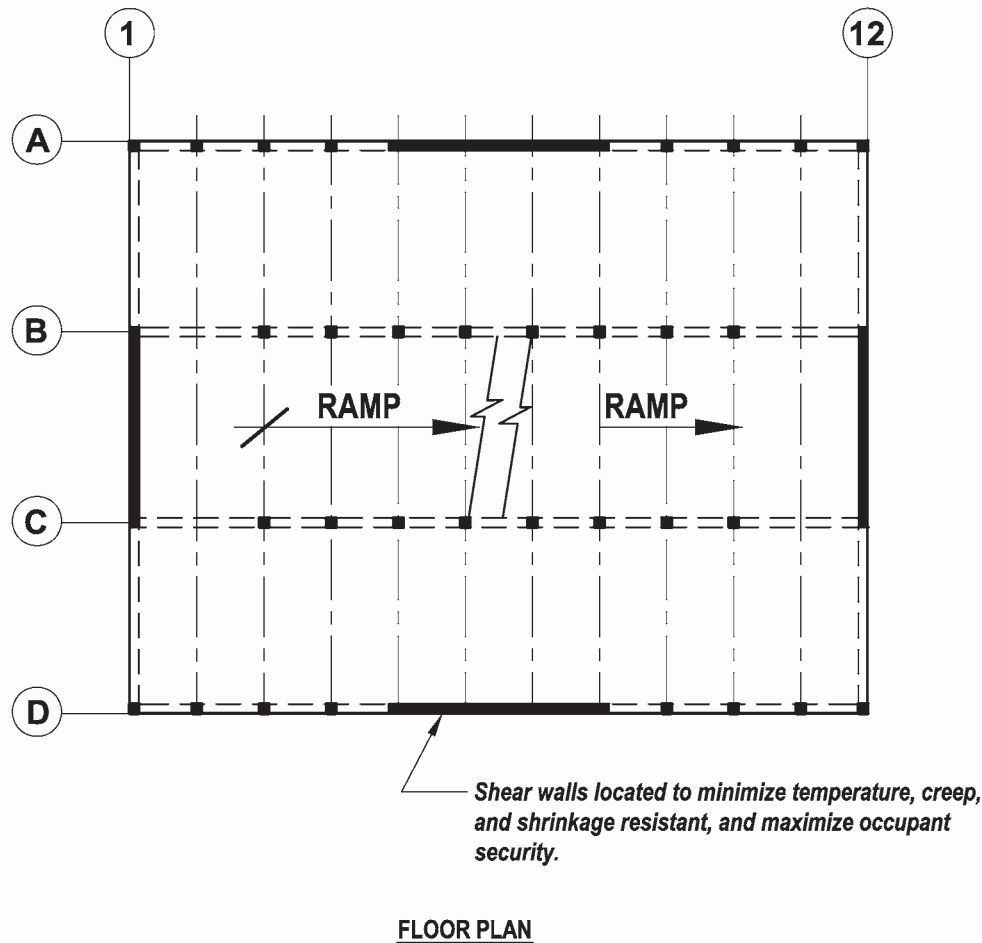 1
12
A
B
RAMP
RAMP
C
D
Shear walls located to minimize temperature, creep,
and shrinkage resistant, and maximize occupant
security.
FLOOR PLAN